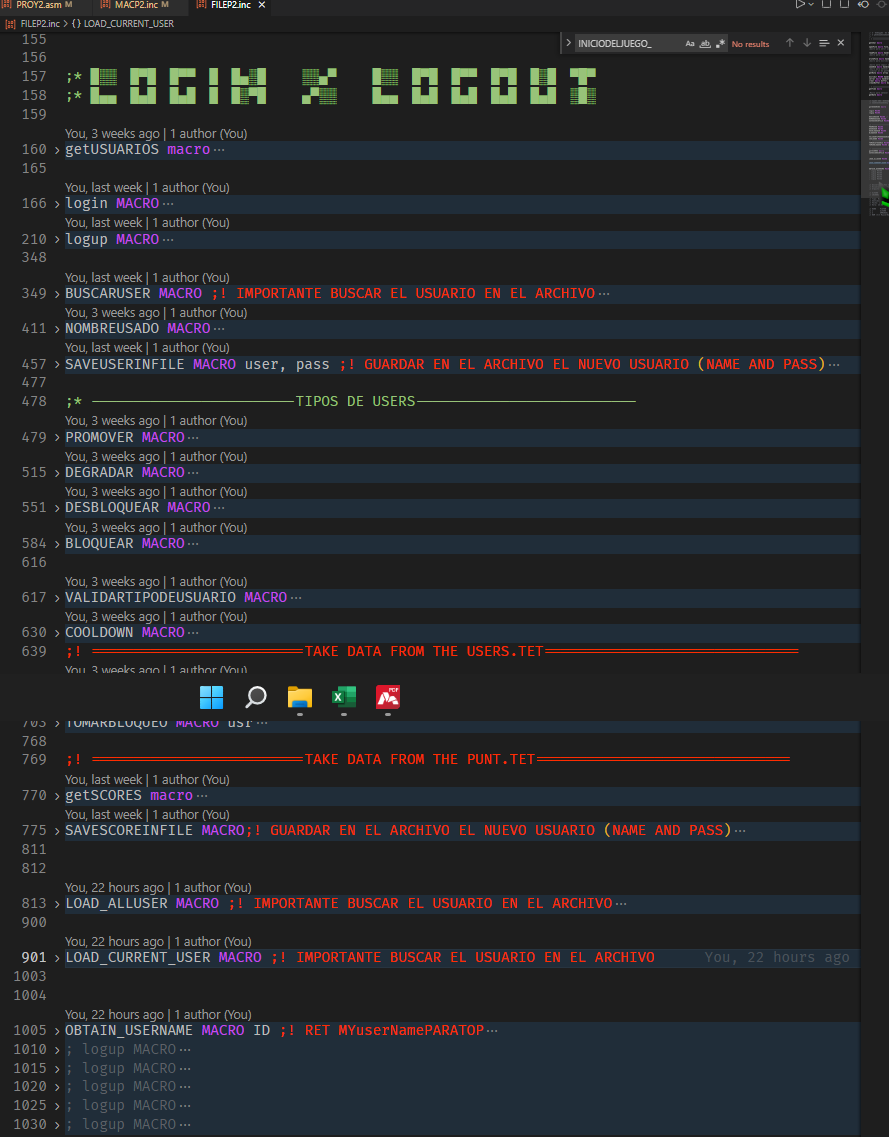 PROY2.asm M MACP2.inc M FILEP2.inc ×
FILEP2.inc > {} LOAD_CURRENT_USER
INICIODELJUEGO_ Aa ab .* No results
155
156
157 ;*
158 ;*
159
You, 3 weeks ago | 1 author (You)
160 > getUSUARIOS macro ···
165
You, last week | 1 author (You)
166 > login MACRO ···
You, last week | 1 author (You)
210 > logup MACRO ···
348
You, last week | 1 author (You)
349 > BUSCARUSER MACRO ;! IMPORTANTE BUSCAR EL USUARIO EN EL ARCHIVO ···
You, 3 weeks ago | 1 author (You)
411 > NOMBREUSADO MACRO ···
You, last week | 1 author (You)
457 > SAVEUSERINFILE MACRO user, pass ;! GUARDAR EN EL ARCHIVO EL NUEVO USUARIO (NAME AND PASS) ···
477
478 ;* ————————TIPOS DE USERS————————
You, 3 weeks ago | 1 author (You)
479 > PROMOVER MACRO ···
You, 3 weeks ago | 1 author (You)
515 > DEGRADAR MACRO ···
You, 3 weeks ago | 1 author (You)
551 > DESBLOQUEAR MACRO ···
You, 3 weeks ago | 1 author (You)
584 > BLOQUEAR MACRO ···
616
You, 3 weeks ago | 1 author (You)
617 > VALIDARTIPODEUSUARIO MACRO ···
You, 3 weeks ago | 1 author (You)
630 > COOLDOWN MACRO ···
639 ;! =========================TAKE DATA FROM THE USERS.TET==============================
You, 3 weeks ago | 1 author (You)
PDF
703 > TOMARBLOQUEO MACRO usr ···
768
769 ;! =========================TAKE DATA FROM THE PUNT.TET==============================
You, last week | 1 author (You)
770 > getSCORES macro ···
You, last week | 1 author (You)
775 > SAVESCOREINFILE MACRO;! GUARDAR EN EL ARCHIVO EL NUEVO USUARIO (NAME AND PASS) ···
811
812
You, 22 hours ago | 1 author (You)
813 > LOAD_ALLUSER MACRO ;! IMPORTANTE BUSCAR EL USUARIO EN EL ARCHIVO ···
900
You, 22 hours ago | 1 author (You)
901 > LOAD_CURRENT_USER MACRO ;! IMPORTANTE BUSCAR EL USUARIO EN EL ARCHIVO You, 22 hours ago
1003
1004
You, 22 hours ago | 1 author (You)
1005 > OBTAIN_USERNAME MACRO ID ;! RET MYuserNamePARATOP ···
1010 > ; logup MACRO ···
1015 > ; logup MACRO ···
1020 > ; logup MACRO ···
1025 > ; logup MACRO ···
1030 > ; logup MACRO ···